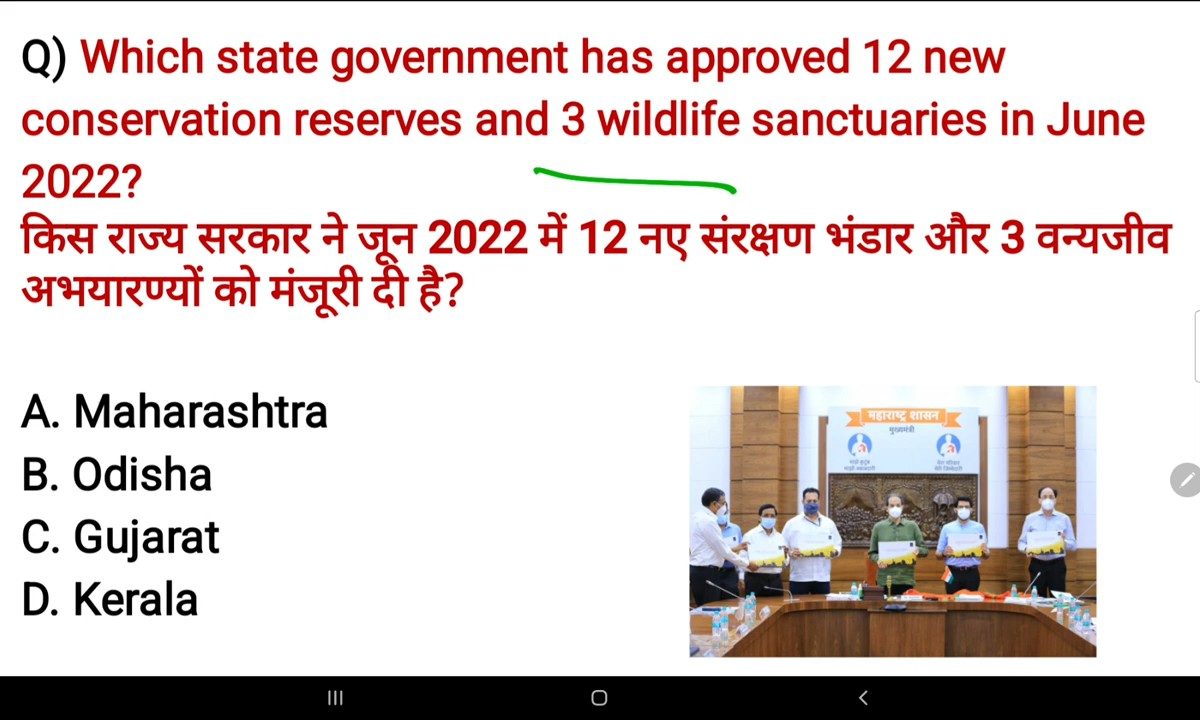 Q) Which state government has approved 12 new
conservation reserves and 3 wildlife sanctuaries in June
2022?
किस राज्य सरकार ने जून 2022 में 12 नए संरक्षण भंडार और 3 वन्यजीव
अभयारण्यों को मंजूरी दी है?
A. Maharashtra
B. Odisha
C. Gujarat
D. Kerala
महाराष्ट्र शासन
मुख्यमंत्री